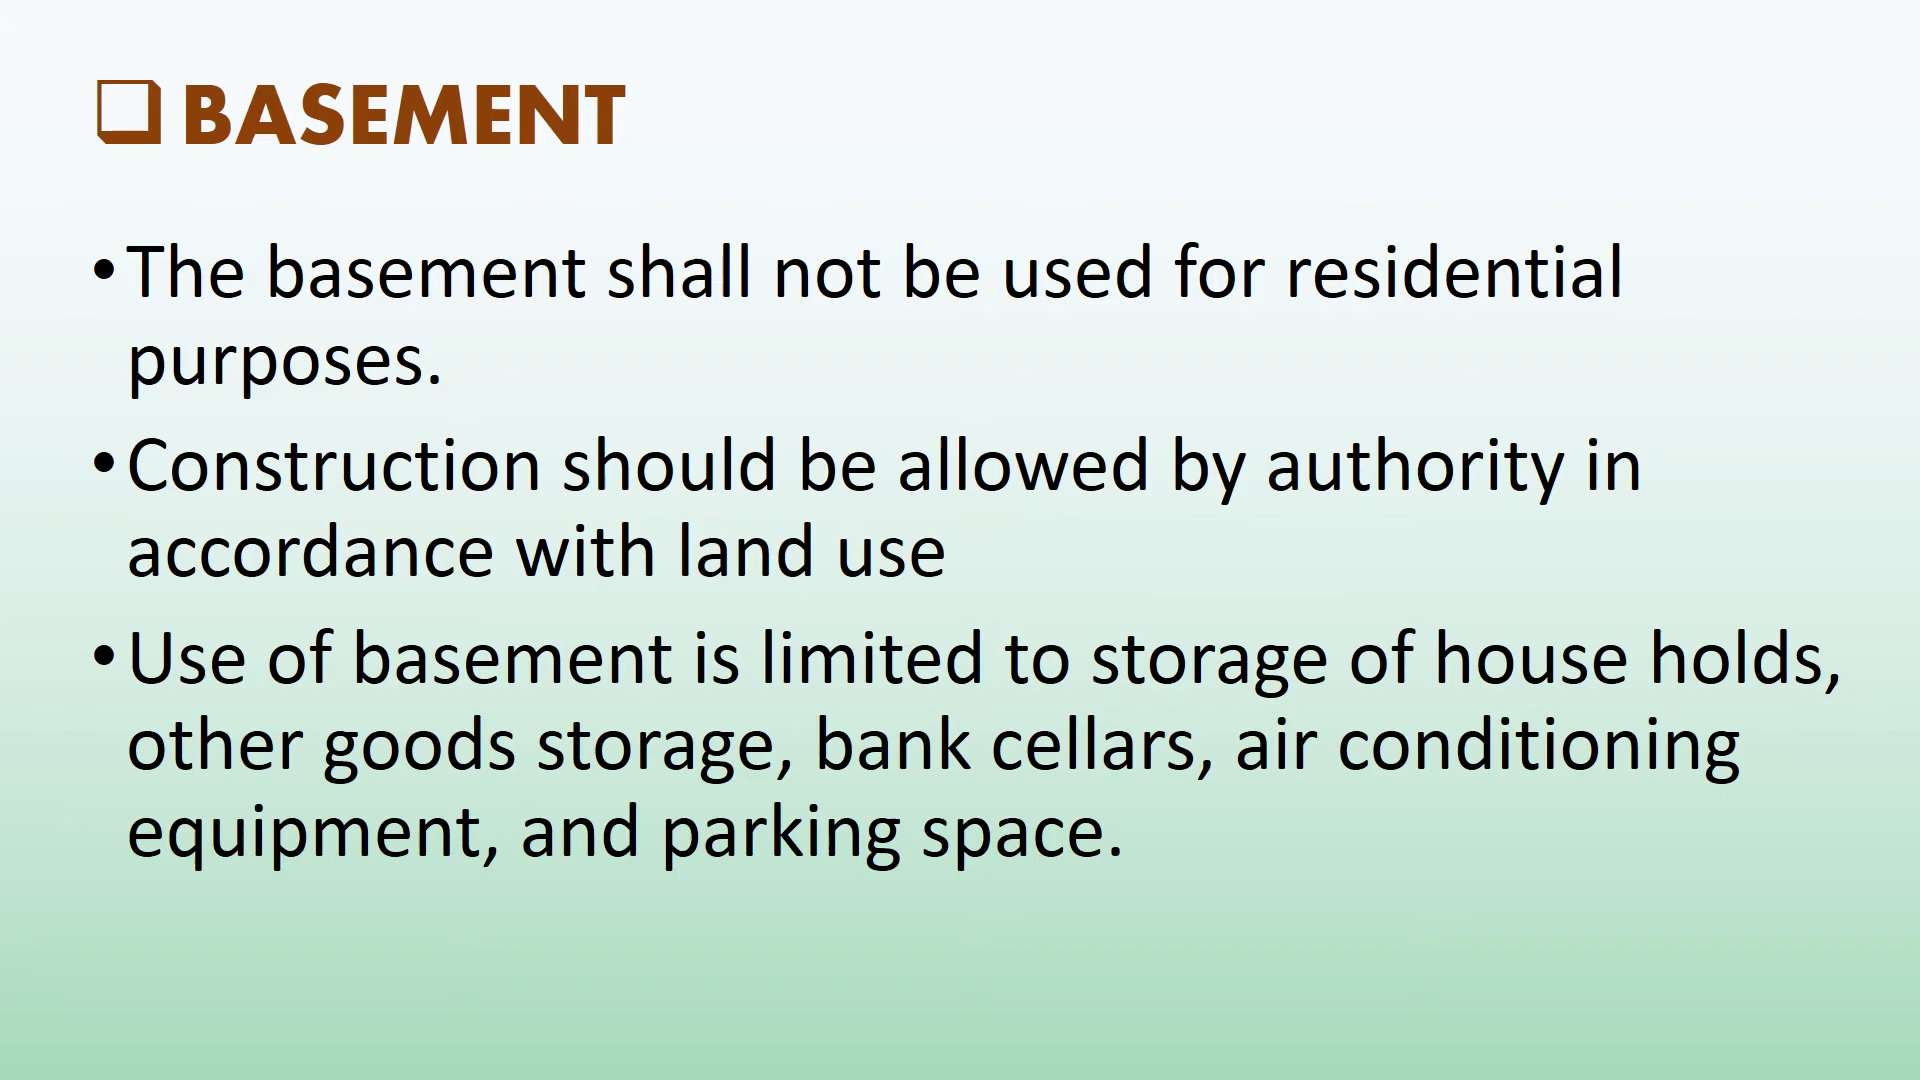 ❑ BASEMENT
•The basement shall not be used for residential
purposes.
•Construction should be allowed by authority in
accordance with land use
•Use of basement is limited to storage of house holds,
other goods storage, bank cellars, air conditioning
equipment, and parking space.